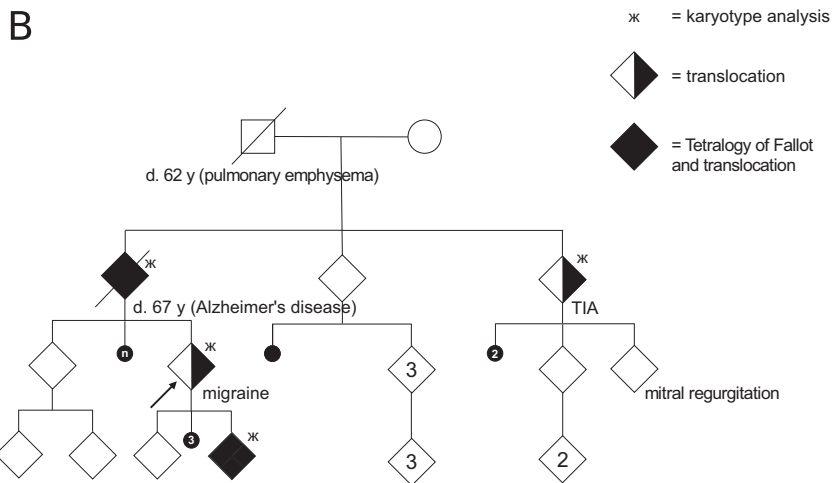 B
ж = karyotype analysis
= translocation
= Tetralogy of Fallot
and translocation
d. 62 y (pulmonary emphysema)
ж
ж
d. 67 y (Alzheimer's disease)
TIA
n
ж
2
3
migraine
mitral regurgitation
3
ж
3
2